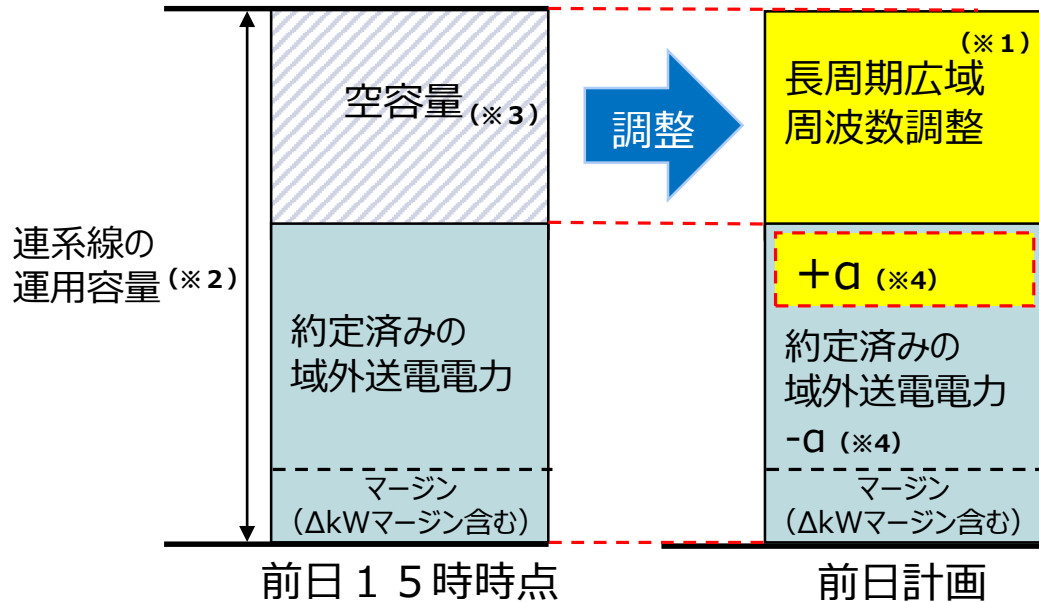 連系線の
運用容量(※2)
空容量(※3)
約定済みの
域外送電電力
マージン
(ΔkWマージン含む)
前日15時時点
調整
(※1)
長周期広域
周波数調整
+α(※4)
約定済みの
域外送電電力
-α(※4)
マージン
(ΔkWマージン含む)
前日計画